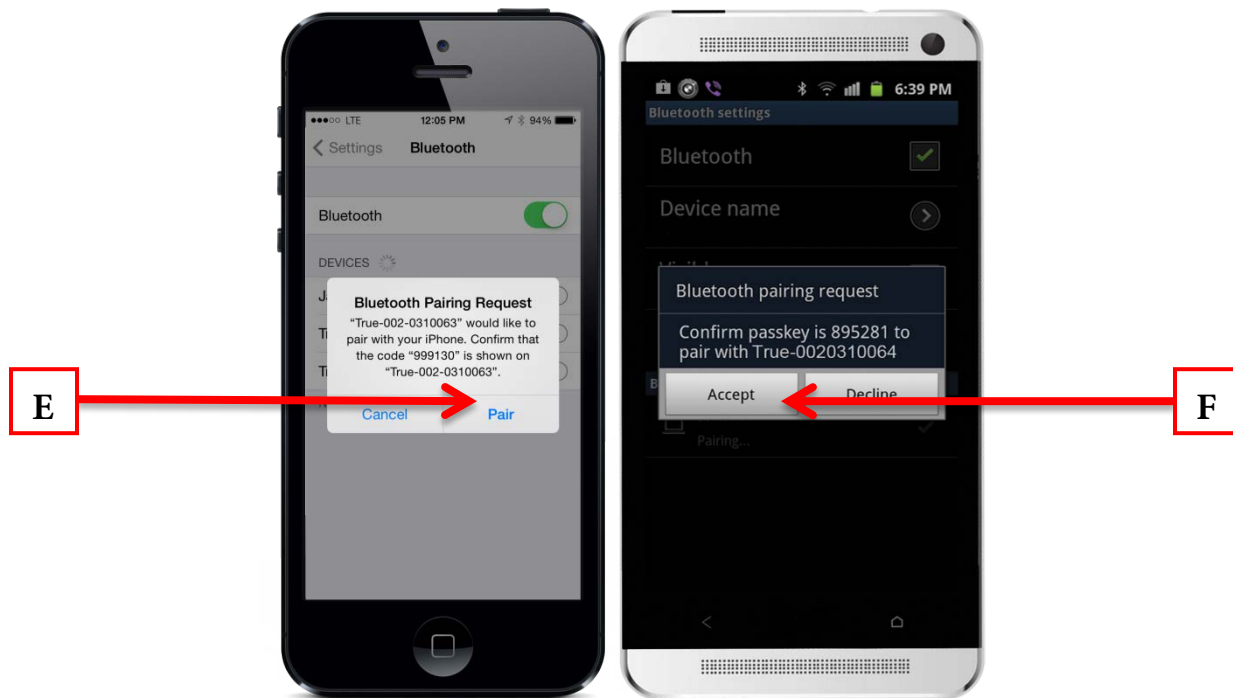 E
●●●○○ LTE 12:05 PM 94%
Settings Bluetooth
Bluetooth
DEVICES
Bluetooth Pairing Request
“True-002-0310063” would like to
pair with your iPhone. Confirm that
the code “999130” is shown on
“True-002-0310063”.
Cancel Pair
6:39 PM
Bluetooth settings
Bluetooth
Device name
Bluetooth pairing request
Confirm passkey is 895281 to
pair with True-0020310064
Accept Decline
Pairing...
F